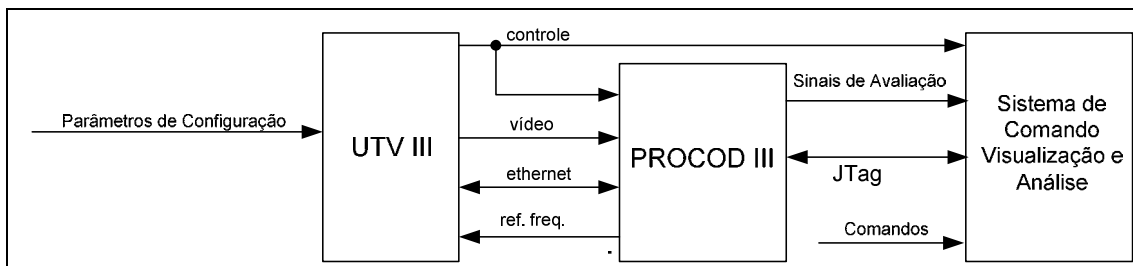 controle
Parâmetros de Configuração
UTV III
vídeo
ethernet
ref. freq.
PROCOD III
Sinais de Avaliação
JTag
Comandos
Sistema de
Comando
Visualização e
Análise